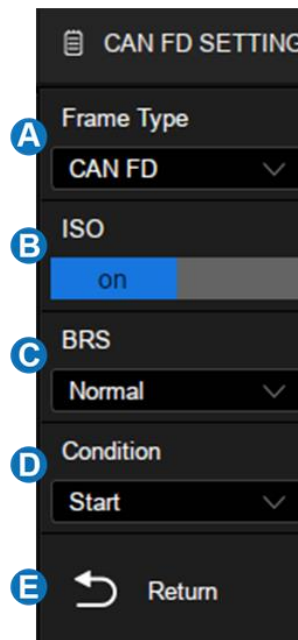 CAN FD SETTING
A
Frame Type
CAN FD
B
ISO
on
C
BRS
Normal
D
Condition
Start
E
Return